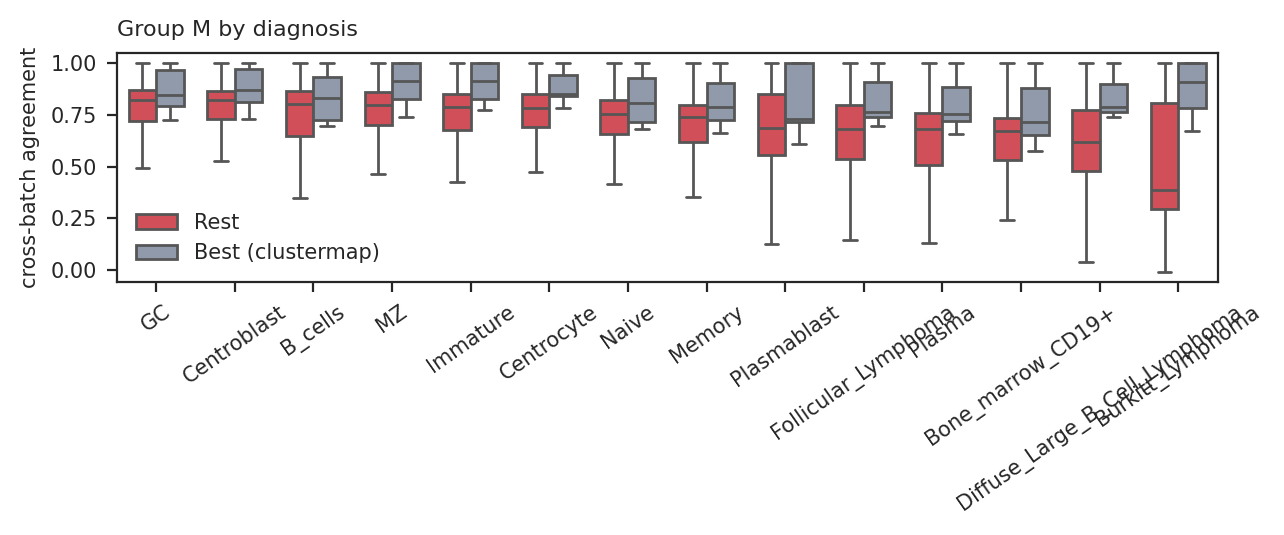 Group M by diagnosis
cross-batch agreement
1.00
0.75
0.50
0.25
0.00
Rest
Best (clustermap)
GC
Centroblast
B_cells
MZ
Immature
Centrocyte
Naive
Memory
Plasmablast
Follicular_Lymphoma
Plasma
Bone_marrow_CD19+
Diffuse_Large_B_Cell_Lymphoma
Burkitt_Lymphoma